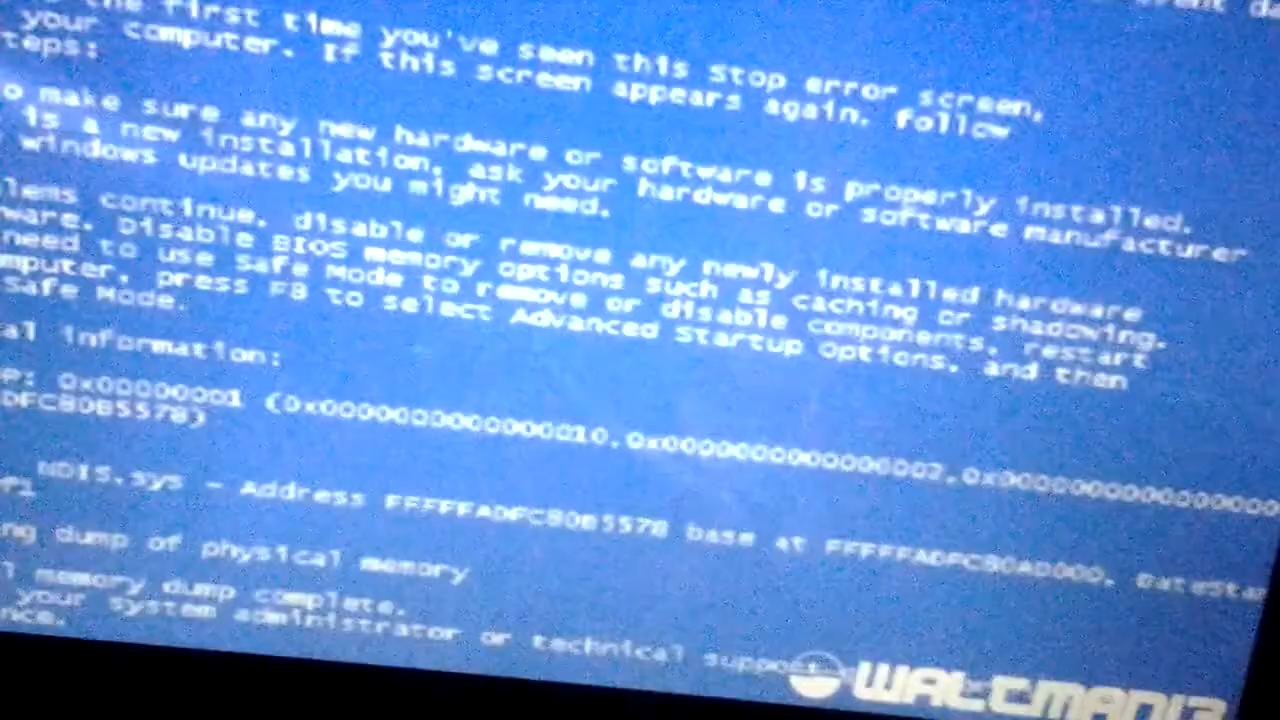 the first time you've seen this Stop error screen,
your computer. If this screen appears again, follow
teps:
o make sure any new hardware or software is properly installed.
is a new installation, ask your hardware or software manufacturer
windows updates you might need.
lems continue, disable or remove any newly installed hardware
ware. Disable BIOS memory options such as caching or shadowing.
need to use Safe Mode to remove or disable components, restart
mputer, press F8 to select Advanced Startup Options, and then
Safe Mode.
al information:
P: 0x000000D1 (0x0000000000000010,0x0000000000000002,0x0000000000000000
DFC80B5578)
NDIS.sys - Address FFFFFADFC80B5578 base at FFFFFADFC80AD000,
ng dump of physical memory
l memory dump complete.
your system administrator or technical support
nce.
WALTMANIA